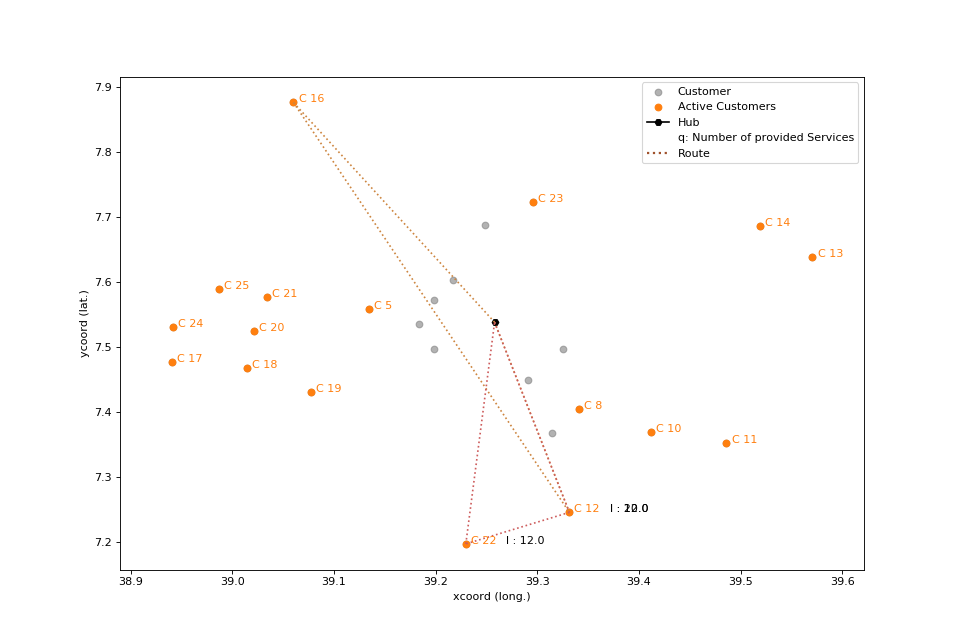 7.9
7.8
7.7
7.6
7.5
7.4
7.3
7.2
ycoord (lat.)
38.9 39.0 39.1 39.2 39.3 39.4 39.5 39.6
xcoord (long.)
Customer
Active Customers
Hub
q: Number of provided Services
Route
C 16
C 23
C 14
C 13
C 25
C 21
C 5
C 24
C 20
C 17
C 18
C 19
C 8
C 10
C 11
C 12 l :
C 22 l : 12.0